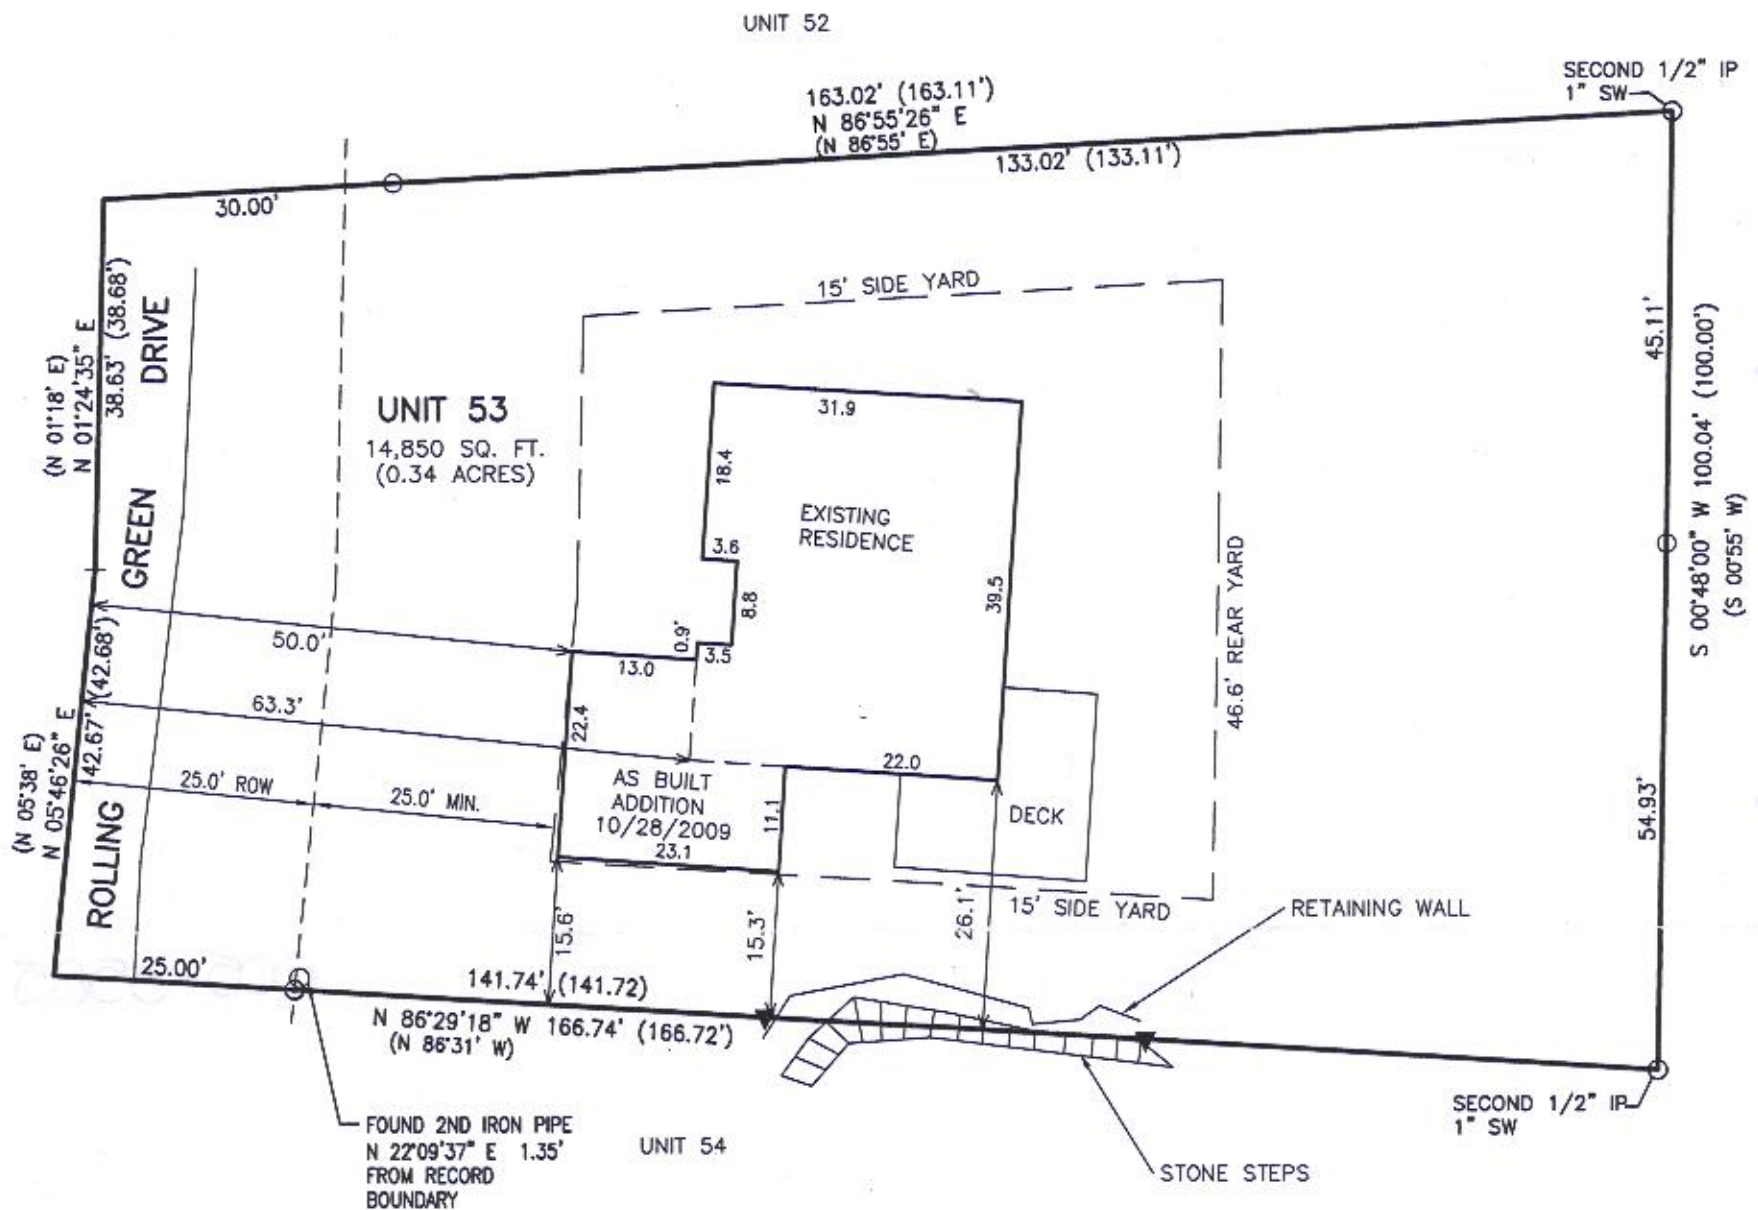 UNIT 52
SECOND 1/2" IP
1" SW
163.02' (163.11')
N 86°55'26" E
(N 86°55' E)
133.02' (133.11')
30.00'
15' SIDE YARD
(N 01°18' E)
N 01°24'35" E
38.63' (38.68')
DRIVE
GREEN
ROLLING
UNIT 53
14,850 SQ. FT.
(0.34 ACRES)
31.9
18.4
EXISTING
RESIDENCE
3.6
8.8
39.5
0.9'
3.5
13.0
45.11'
S 00°48'00" W 100.04' (100.00')
(S 00°55' W)
46.6' REAR YARD
54.93'
50.0'
63.3'
22.4
(N 05°38' E)
N 05°46'26" E
42.67' (42.68')
25.0' ROW
25.0' MIN.
AS BUILT
ADDITION
10/28/2009
23.1
11.1
22.0
DECK
15' SIDE YARD
15.6'
15.3'
26.1'
RETAINING WALL
25.00'
141.74' (141.72)
N 86°29'18" W 166.74' (166.72')
(N 86°31' W)
SECOND 1/2" IP
1" SW
FOUND 2ND IRON PIPE
N 22°09'37" E 1.35'
FROM RECORD
BOUNDARY
UNIT 54
STONE STEPS